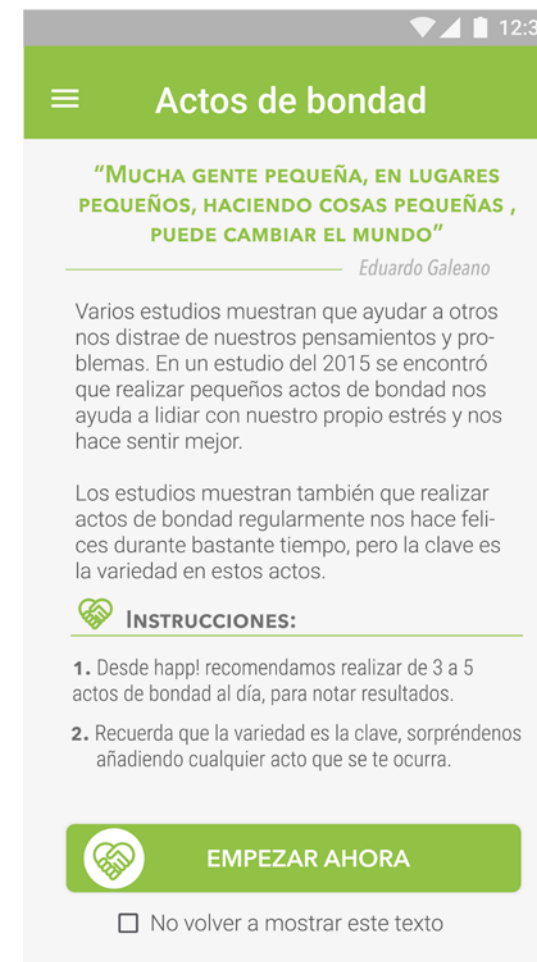 12:3
Actos de bondad
“MUCHA GENTE PEQUEÑA, EN LUGARES
PEQUEÑOS, HACIENDO COSAS PEQUEÑAS ,
PUEDE CAMBIAR EL MUNDO”
Eduardo Galeano
Varios estudios muestran que ayudar a otros
nos distrae de nuestros pensamientos y pro-
blemas. En un estudio del 2015 se encontró
que realizar pequeños actos de bondad nos
ayuda a lidiar con nuestro propio estrés y nos
hace sentir mejor.
Los estudios muestran también que realizar
actos de bondad regularmente nos hace feli-
ces durante bastante tiempo, pero la clave es
la variedad en estos actos.
INSTRUCCIONES:
1. Desde happ! recomendamos realizar de 3 a 5
actos de bondad al día, para notar resultados.
2. Recuerda que la variedad es la clave, sorpréndenos
añadiendo cualquier acto que se te ocurra.
EMPEZAR AHORA
No volver a mostrar este texto